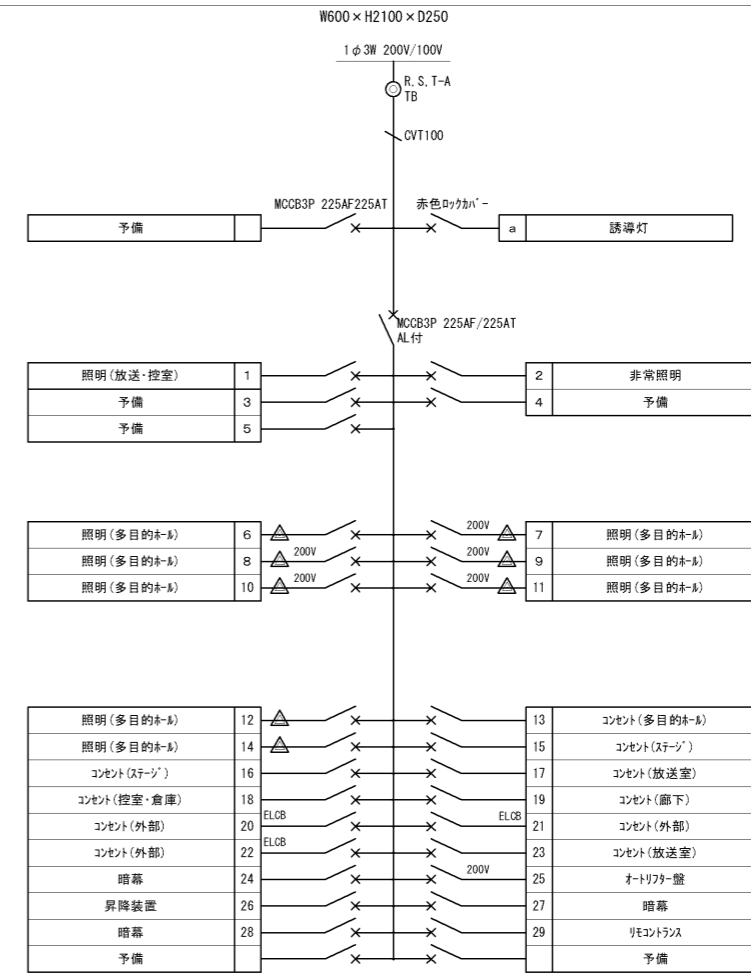 W600×H2100×D250
1φ3W 200V/100V
R.S.T-A
TB
CVT100
MCCB3P 225AF225AT
赤色ロックカバ゛-
予備
a 誘導灯
MCCB3P 225AF/225AT
AL付
照明(放送・控室) 1
2 非常照明
予備 3
4 予備
予備 5
照明(多目的ホール) 6
200V 7 照明(多目的ホール)
照明(多目的ホール) 8 200V
200V 9 照明(多目的ホール)
照明(多目的ホール) 10 200V
200V 11 照明(多目的ホール)
照明(多目的ホール) 12
13 コンセント(多目的ホール)
照明(多目的ホール) 14
15 コンセント(ステージ)
コンセント(ステージ) 16
17 コンセント(放送室)
コンセント(控室・倉庫) 18
19 コンセント(廊下)
コンセント(外部) 20 ELCB
ELCB 21 コンセント(外部)
コンセント(外部) 22 ELCB
23 コンセント(放送室)
暗幕 24
200V 25 オートリフター盤
昇降装置 26
27 暗幕
暗幕 28
29 リモコントランス
予備
予備